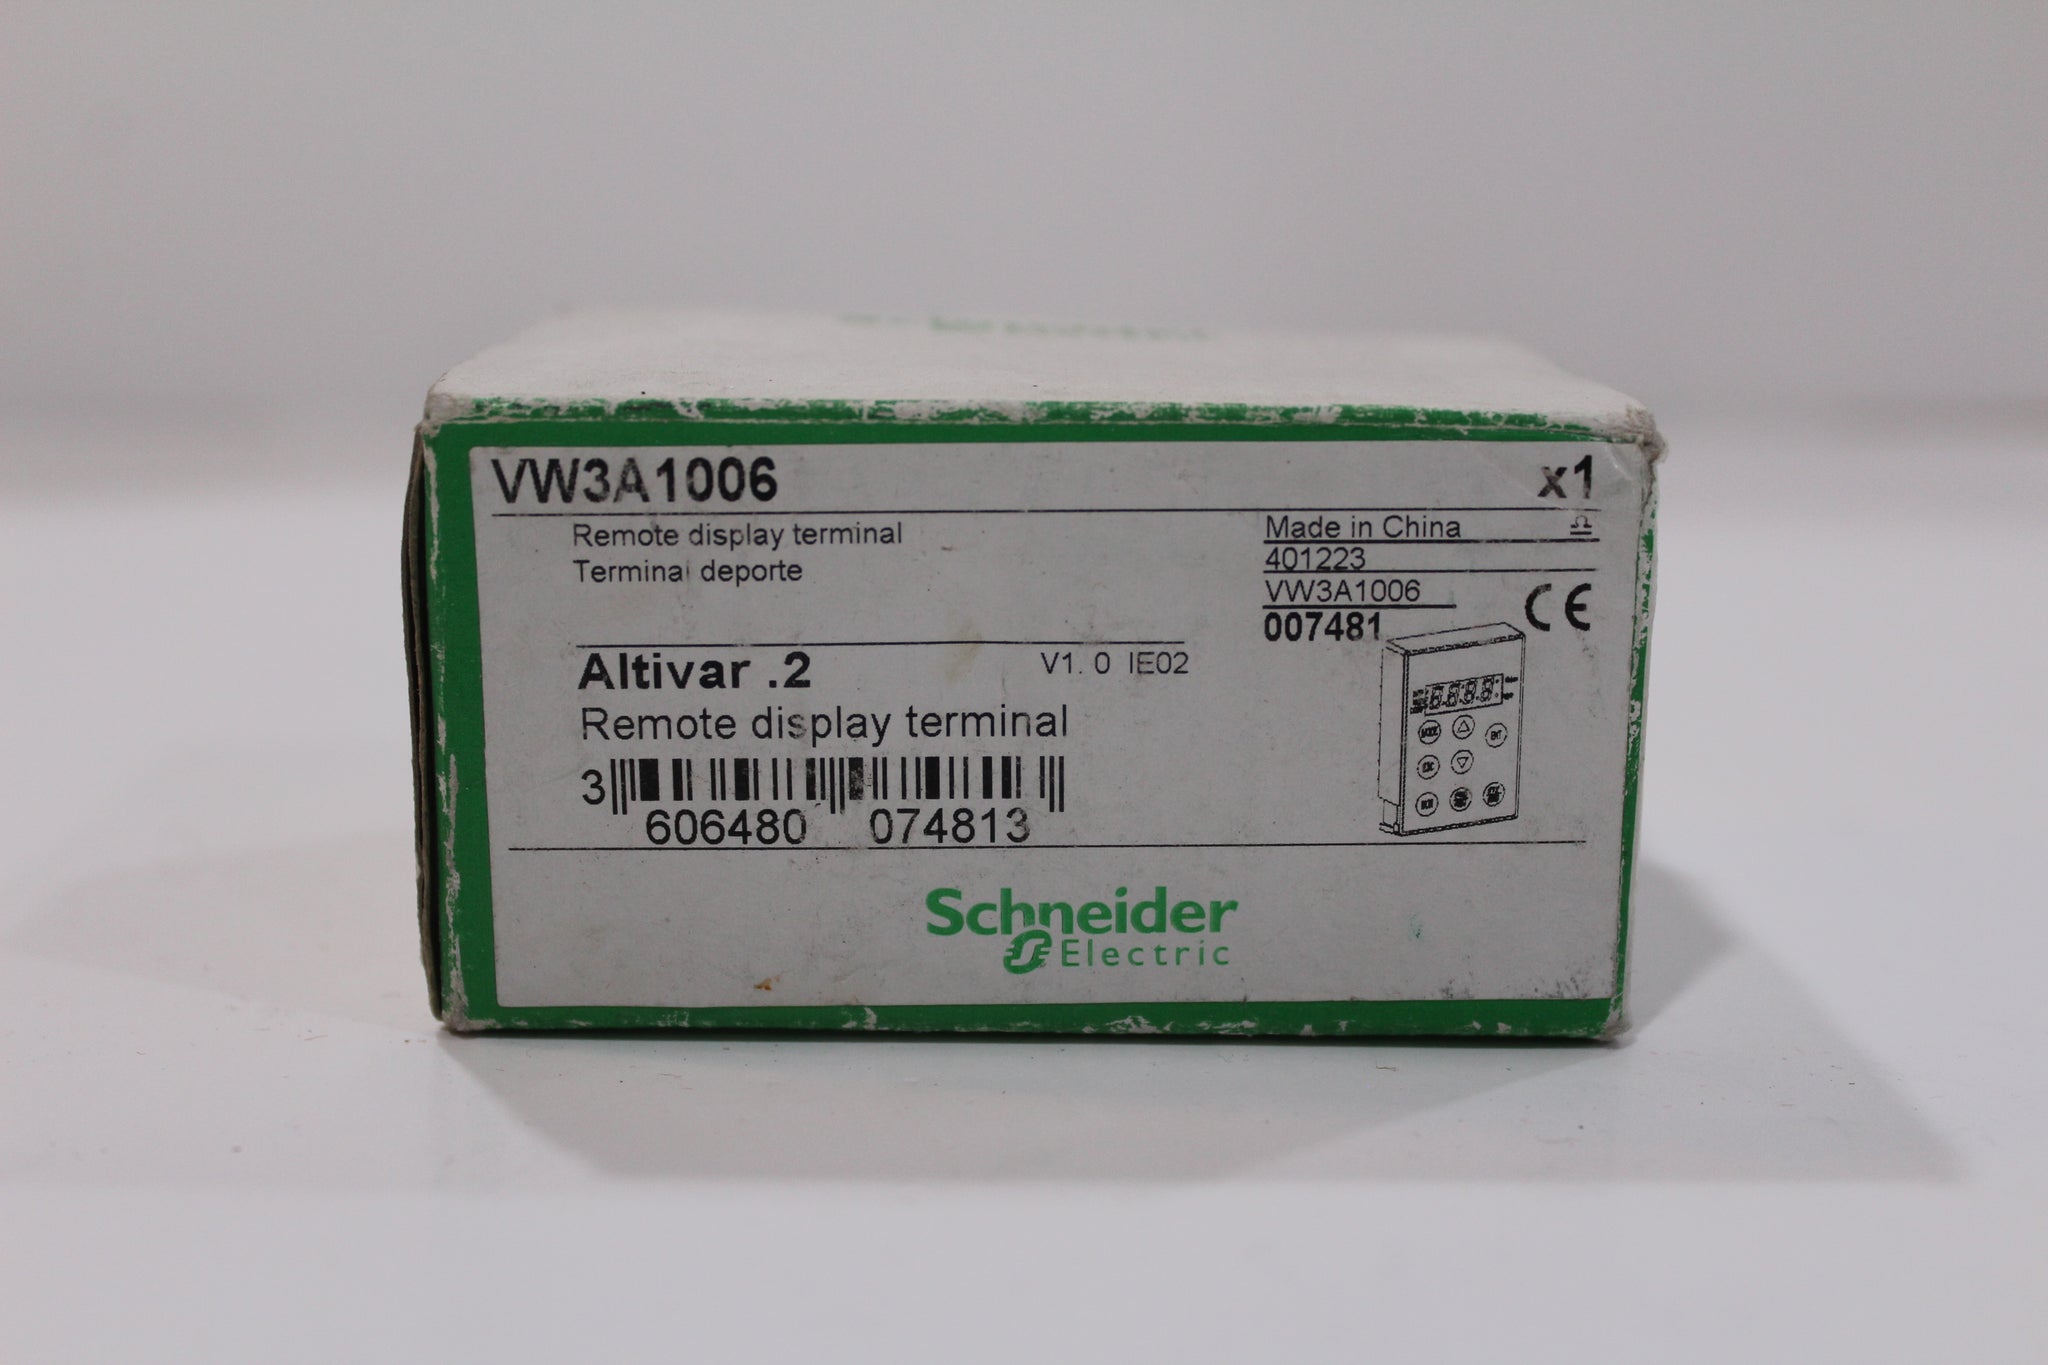 VW3A1006 x1
Remote display terminal
Terminal deporte
Made in China
401223
VW3A1006
007481
CE
Altivar .2 V1. 0 IE02
Remote display terminal
3 606480 074813
Schneider
Electric